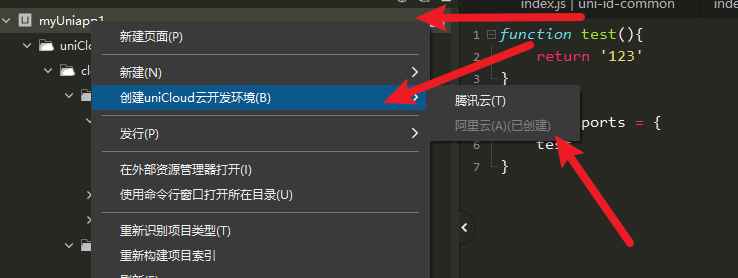 index.js | uni-id-common
inde
myUniapp1
uniClou
cl
新建页面(P)
新建(N)
创建uniCloud云开发环境(B)
发行(P)
在外部资源管理器打开(I)
使用命令行窗口打开所在目录(U)
重新识别项目类型(T)
重新构建项目索引
腾讯云(T)
阿里云(A)(已创建)
1 function test(){
2 return '123'
3 }
ports = {
6 test
7 }